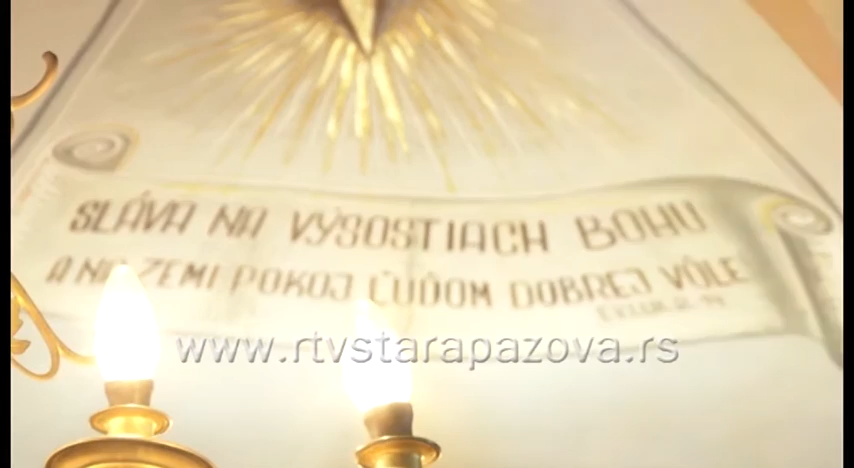 SLÁVA NA VÝSOSTIACH BOHU
A NA ZEMI POKOJ ĽUĎOM DOBREJ VÔLE
www.rtvstarapazova.rs